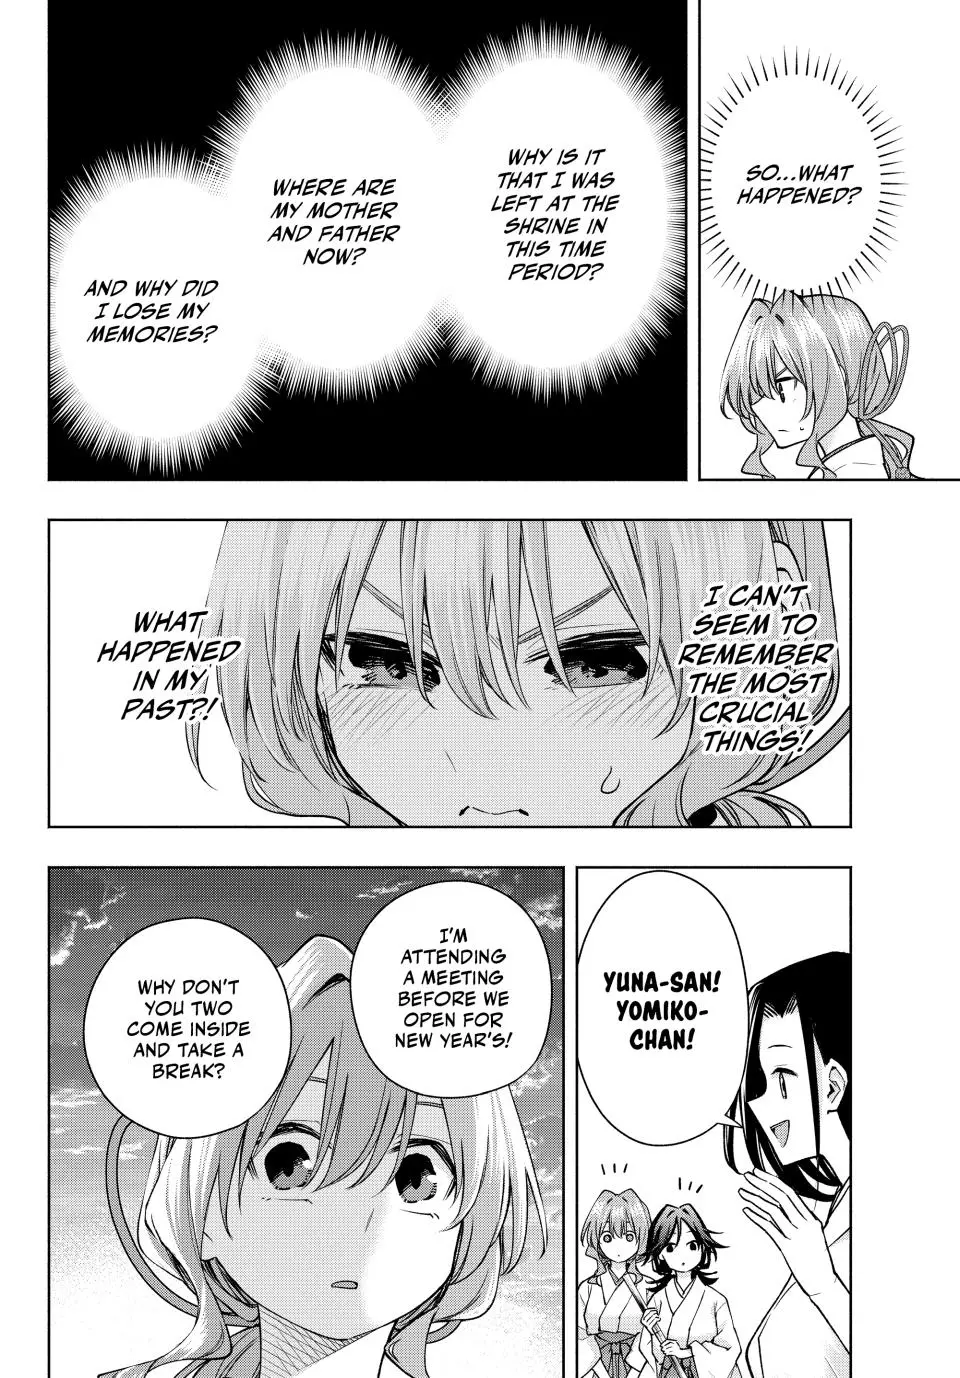 SO...WHAT
HAPPENED?
WHY IS IT
THAT I WAS
LEFT AT THE
SHRINE IN
THIS TIME
PERIOD?
WHERE ARE
MY MOTHER
AND FATHER
NOW?
AND WHY DID
I LOSE MY
MEMORIES?
I CAN'T
SEEM TO
REMEMBER
THE MOST
CRUCIAL
THINGS!
WHAT
HAPPENED
IN MY
PAST?!
YUNA-SAN!
YOMIKO-
CHAN!
I'M
ATTENDING
A MEETING
BEFORE WE
OPEN FOR
NEW YEAR'S!
WHY DON'T
YOU TWO
COME INSIDE
AND TAKE A
BREAK?